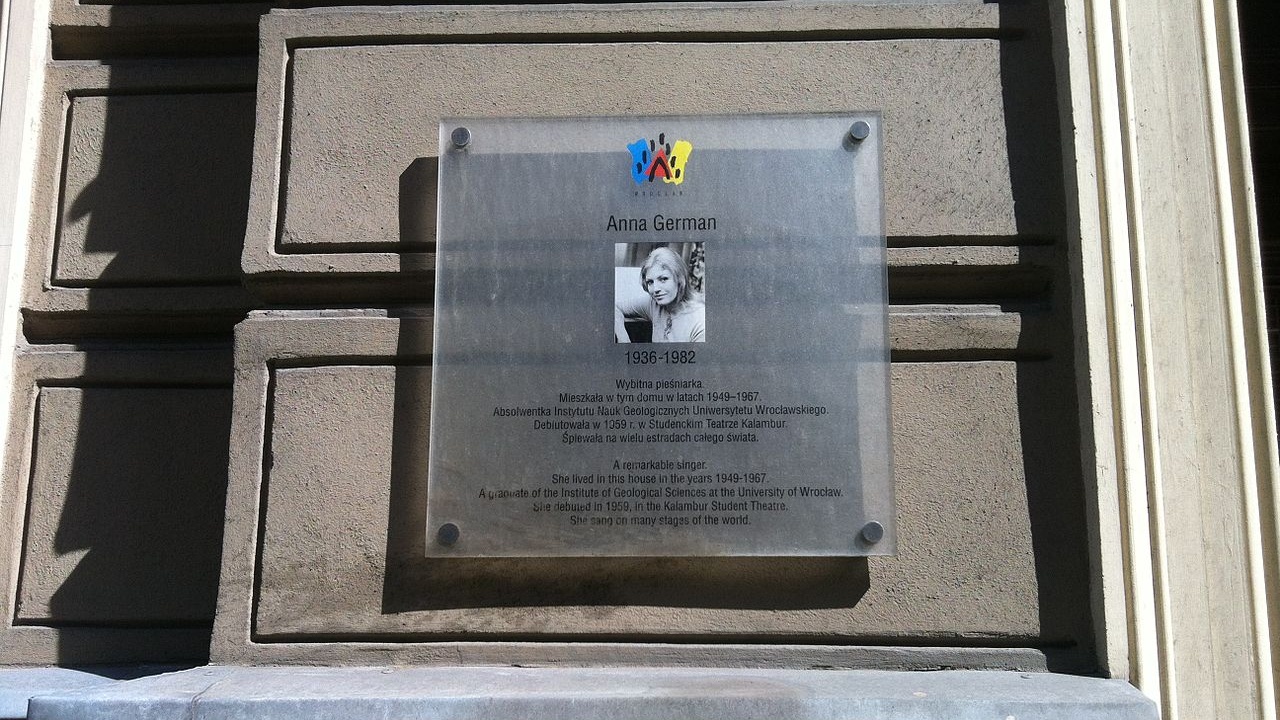 WROCŁAW
Anna German
1936-1982
Wybitna pieśniarka.
Mieszkała w tym domu w latach 1949–1967.
Absolwentka Instytutu Nauk Geologicznych Uniwersytetu Wrocławskiego.
Debiutowała w 1959 r. w Studenckim Teatrze Kalambur.
Śpiewała na wielu estradach całego świata.
A remarkable singer.
She lived in this house in the years 1949-1967.
A graduate of the Institute of Geological Sciences at the University of Wrocław.
She debuted in 1959, in the Kalambur Student Theatre.
She sang on many stages of the world.